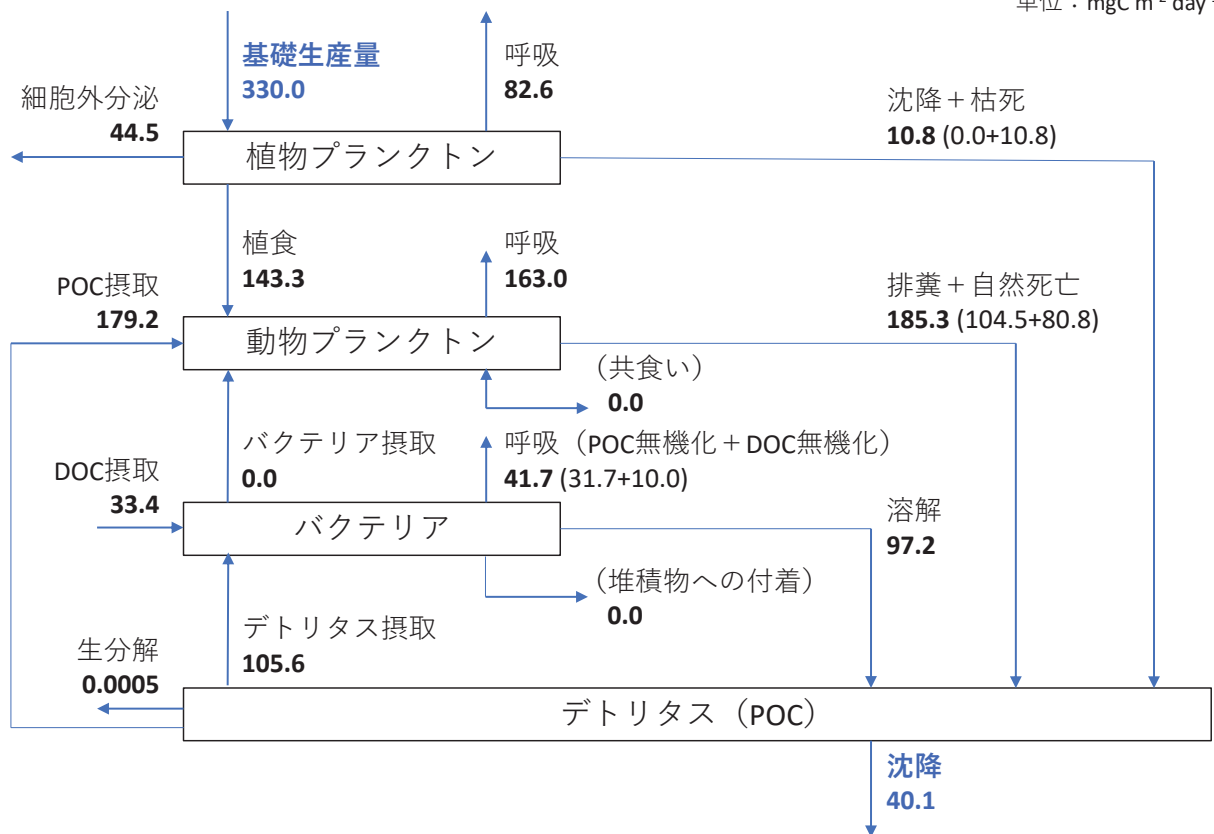 単位:mgC m⁻² day⁻
基礎生産量
330.0
呼吸
82.6
細胞外分泌
44.5
沈降+枯死
10.8 (0.0+10.8)
植物プランクトン
植食
143.3
呼吸
163.0
POC摂取
179.2
排糞+自然死亡
185.3 (104.5+80.8)
動物プランクトン
(共食い)
0.0
バクテリア摂取
0.0
呼吸(POC無機化+DOC無機化)
41.7 (31.7+10.0)
DOC摂取
33.4
溶解
97.2
バクテリア
(堆積物への付着)
0.0
デトリタス摂取
105.6
生分解
0.0005
デトリタス(POC)
沈降
40.1